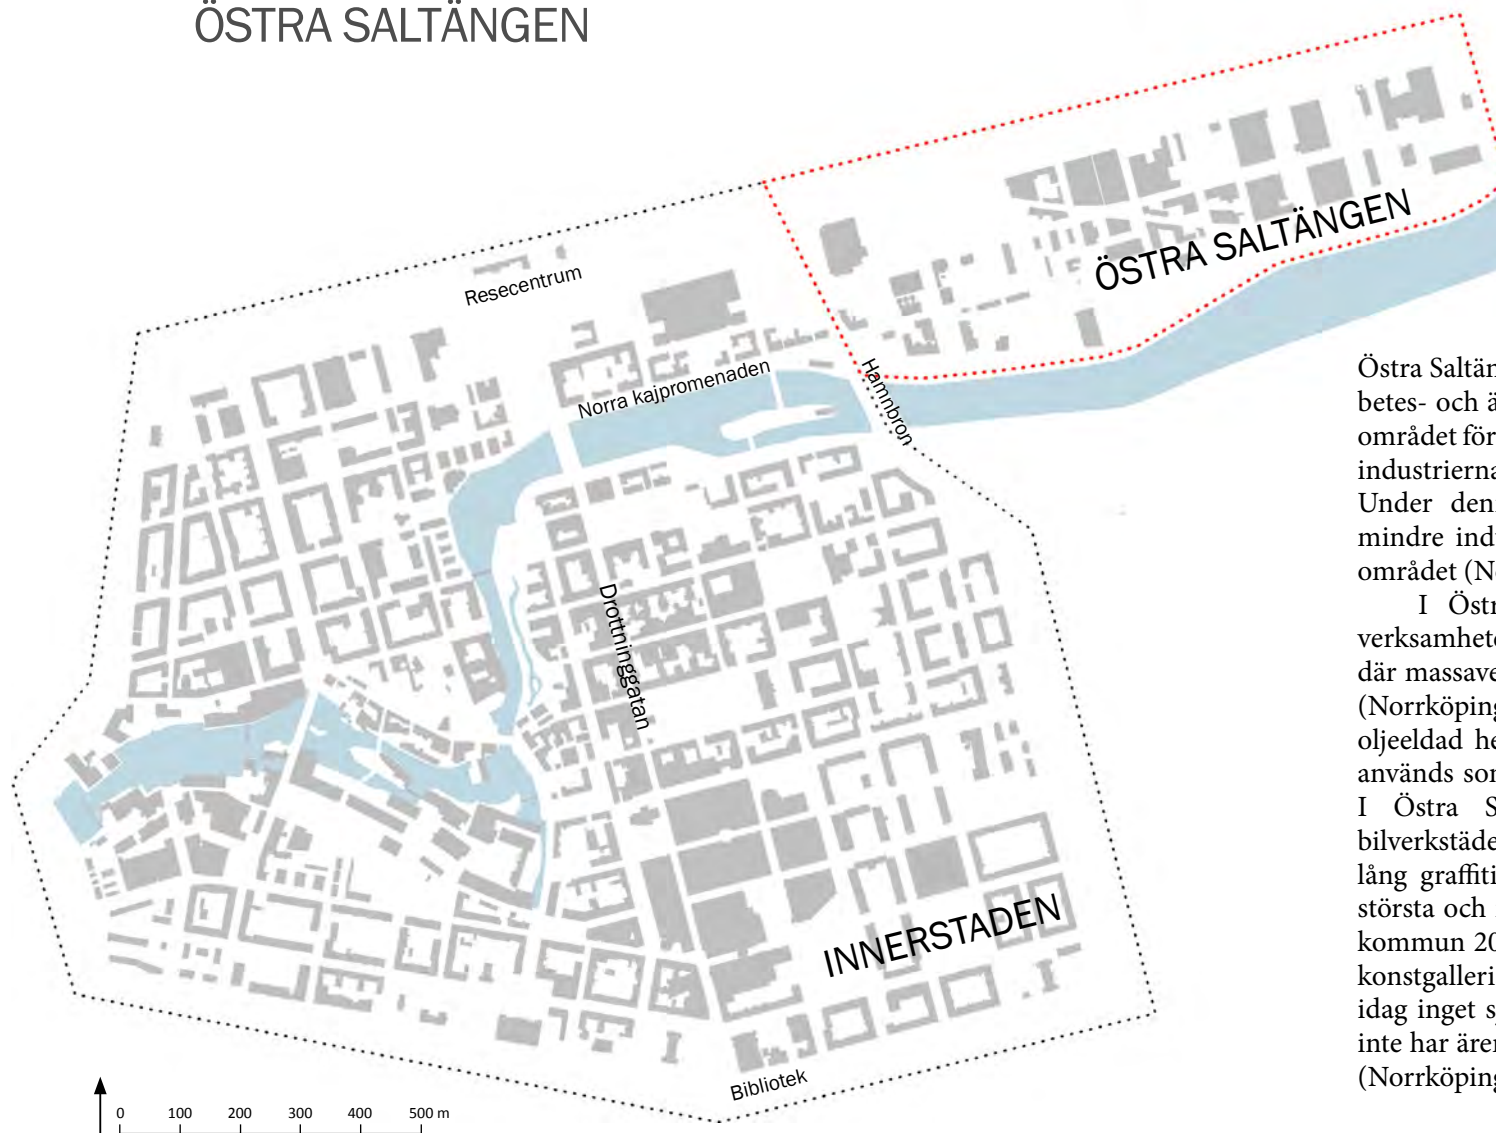 ÖSTRA SALTÄNGEN
ÖSTRA SALTÄNGEN
Resecentrum
Norra kajpromenaden
Hamnbron
Drottninggatan
INNERSTADEN
Bibliotek
0 100 200 300 400 500 m
Östra Saltän
betes- och ä
området för
industrierna
Under den
mindre ind
området (No
I Östr
verksamhete
där massave
(Norrköping
oljeeldad he
används son
I Östra S
bilverkstäde
lång graffiti
största och
kommun 20
konstgalleri
idag inget s
inte har ären
(Norrköping